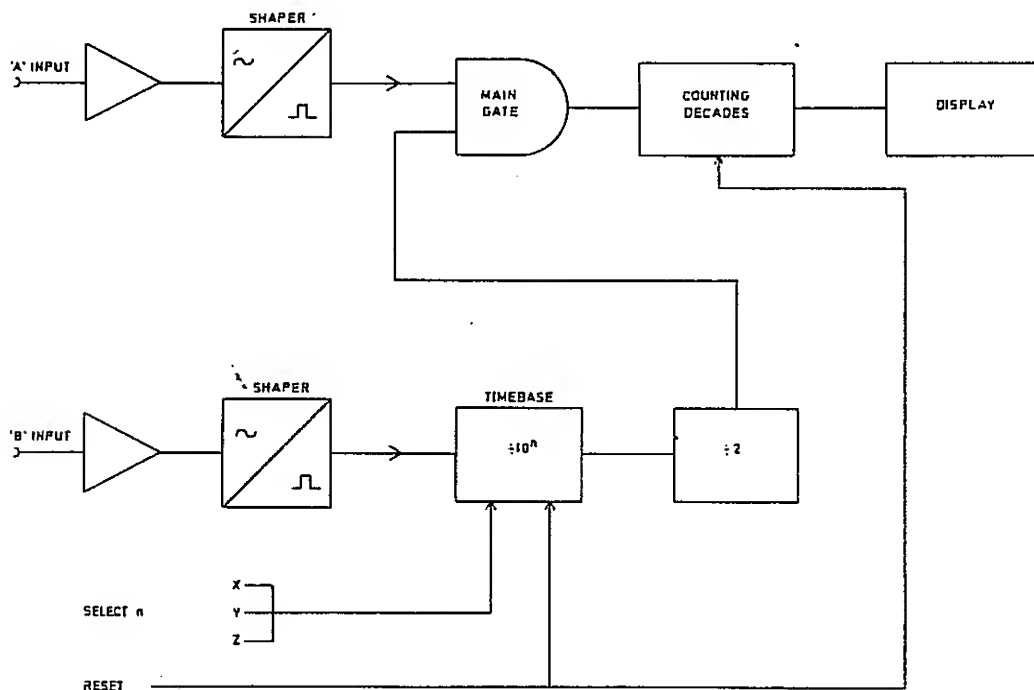 SHAPER
'A' INPUT
MAIN
GATE
COUNTING
DECADES
DISPLAY
SHAPER
TIMEBASE
'B' INPUT
÷10ⁿ
÷2
X
SELECT n
Y
Z
RESET